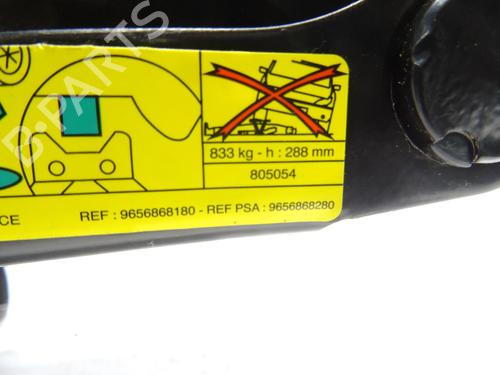 B-PARTS
833 kg - h : 288 mm
805054
CE REF : 9656868180 - REF PSA : 9656868280